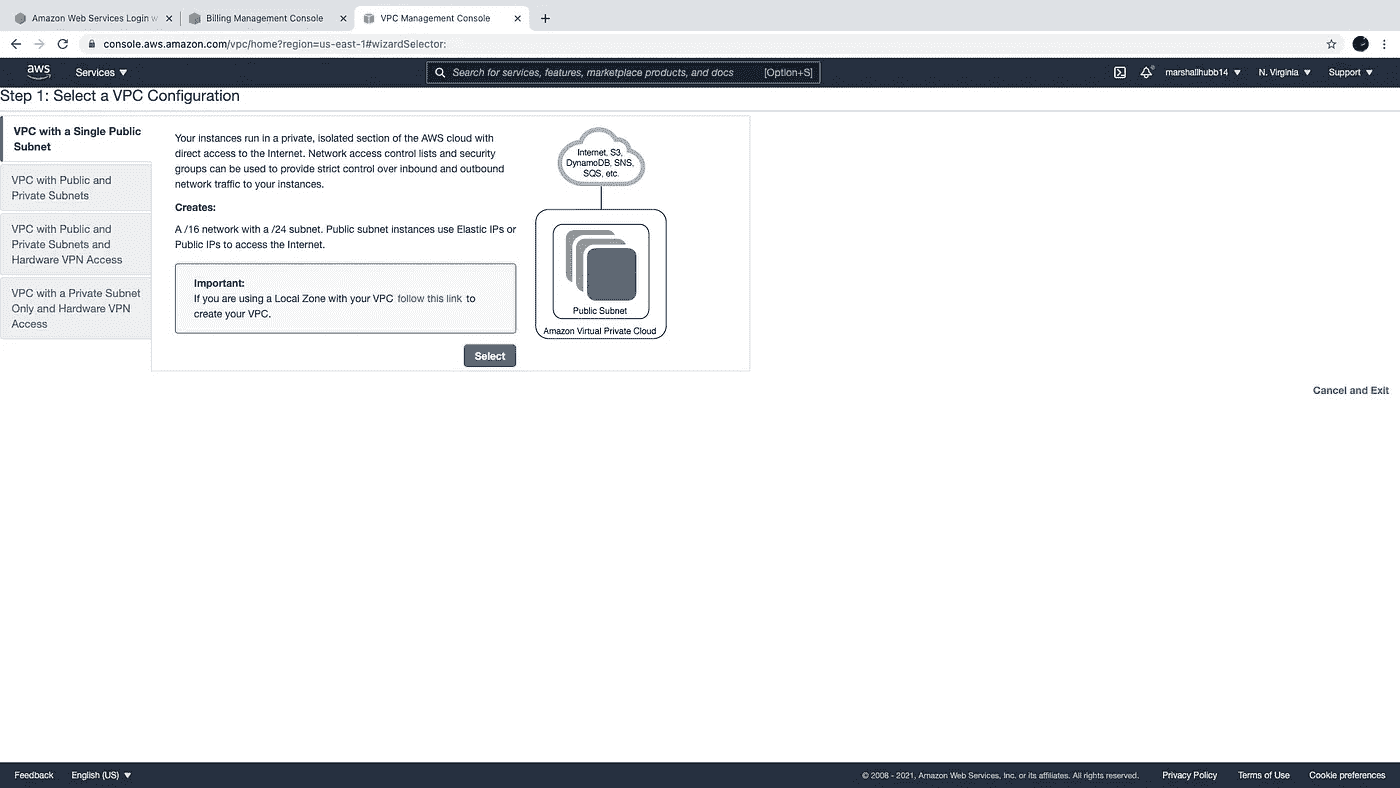 Amazon Web Services Login w
Billing Management Console
VPC Management Console
console.aws.amazon.com/vpc/home?region=us-east-1#wizardSelector:
aws
Services
Search for services, features, marketplace products, and docs
[Option+S]
marshallhubb14
N. Virginia
Support
Step 1: Select a VPC Configuration
VPC with a Single Public
Subnet
VPC with Public and
Private Subnets
VPC with Public and
Private Subnets and
Hardware VPN Access
VPC with a Private Subnet
Only and Hardware VPN
Access
Your instances run in a private, isolated section of the AWS cloud with
direct access to the Internet. Network access control lists and security
groups can be used to provide strict control over inbound and outbound
network traffic to your instances.
Creates:
A /16 network with a /24 subnet. Public subnet instances use Elastic IPs or
Public IPs to access the Internet.
Important:
If you are using a Local Zone with your VPC follow this link to
create your VPC.
Select
Internet, S3,
DynamoDB, SNS,
SQS, etc.
Public Subnet
Amazon Virtual Private Cloud
Cancel and Exit
Feedback
English (US)
© 2008 - 2021, Amazon Web Services, Inc. or its affiliates. All rights reserved.
Privacy Policy
Terms of Use
Cookie preferences